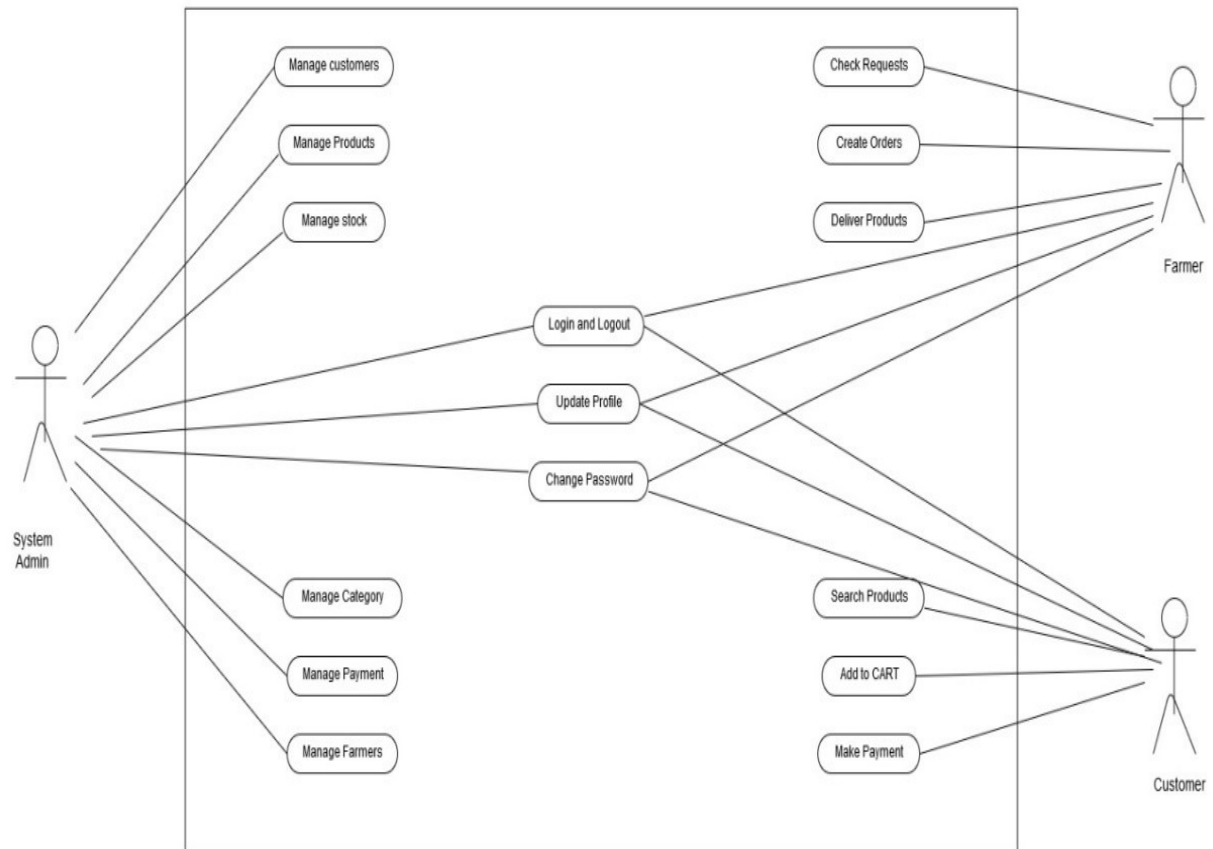 Manage customers
Check Requests
Manage Products
Create Orders
Manage stock
Deliver Products
Farmer
Login and Logout
Update Profile
Change Password
System
Admin
Manage Category
Search Products
Manage Payment
Add to CART
Manage Farmers
Make Payment
Customer